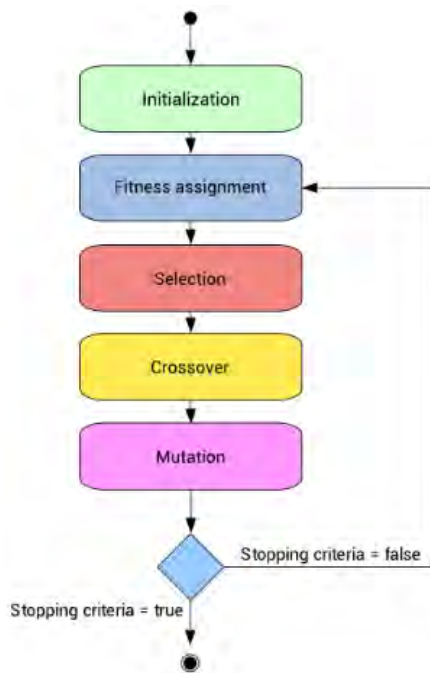 Initialization
Fitness assignment
Selection
Crossover
Mutation
Stopping criteria = false
Stopping criteria = true